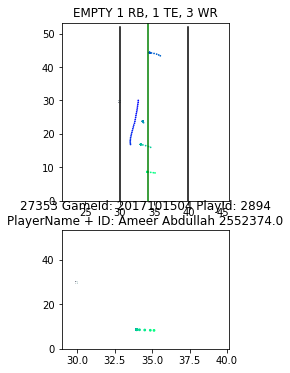 EMPTY 1 RB, 1 TE, 3 WR
50
40
30
20
10
0
25 30 35 40 45
27353 GameId: 2017101504 PlayId: 2894
PlayerName + ID: Ameer Abdullah 2552374.0
40
20
0
30.0 32.5 35.0 37.5 40.0